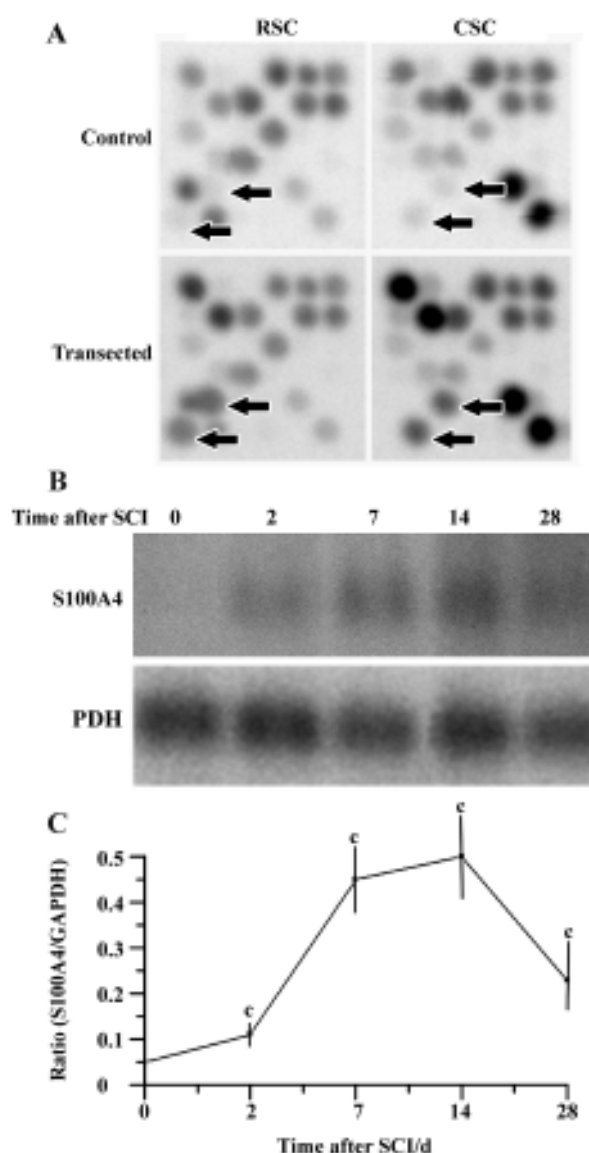 A
RSC CSC
Control
Transected
B
Time after SCI 0 2 7 14 28
S100A4
PDH
C
Ratio (S100A4/GAPDH)
0.5
0.4
0.3
0.2
0.1
0
c
c
c
c
0 2 7 14 28
Time after SCI/d